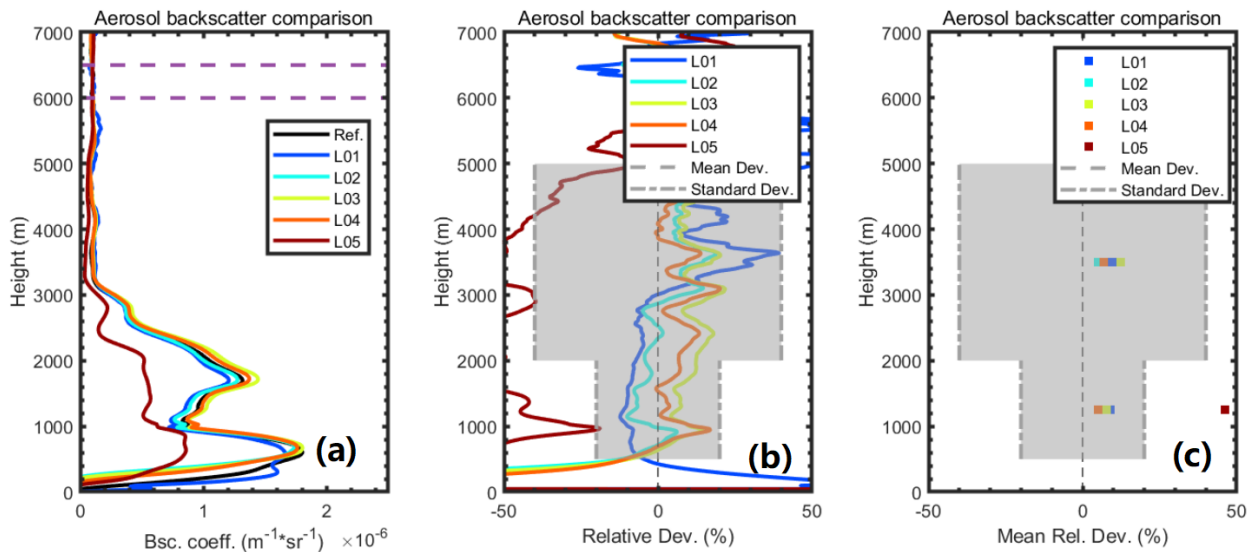 Aerosol backscatter comparison
7000
6000
5000
4000
3000
2000
1000
0
Height (m)
Ref.
L01
L02
L03
L04
L05
(a)
0
1
2
×10⁻⁶
Bsc. coeff. (m⁻¹*sr⁻¹)
Aerosol backscatter comparison
7000
6000
5000
4000
3000
2000
1000
0
Height (m)
L01
L02
L03
L04
L05
Mean Dev.
Standard Dev.
(b)
-50
0
50
Relative Dev. (%)
Aerosol backscatter comparison
7000
6000
5000
4000
3000
2000
1000
0
Height (m)
L01
L02
L03
L04
L05
Mean Dev.
Standard Dev.
(c)
-50
0
50
Mean Rel. Dev. (%)